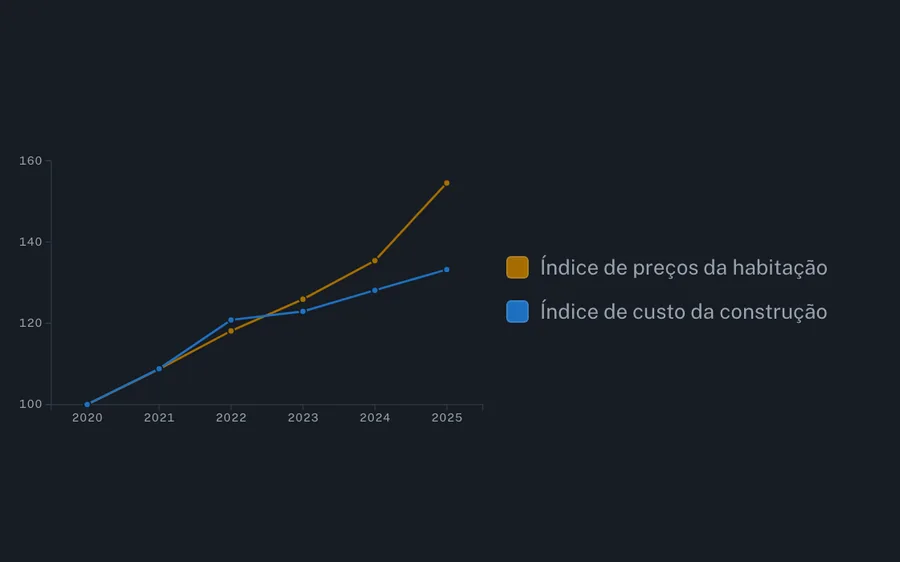 160
140
120
100
2020 2021 2022 2023 2024 2025
Índice de preços da habitação
Índice de custo da construção